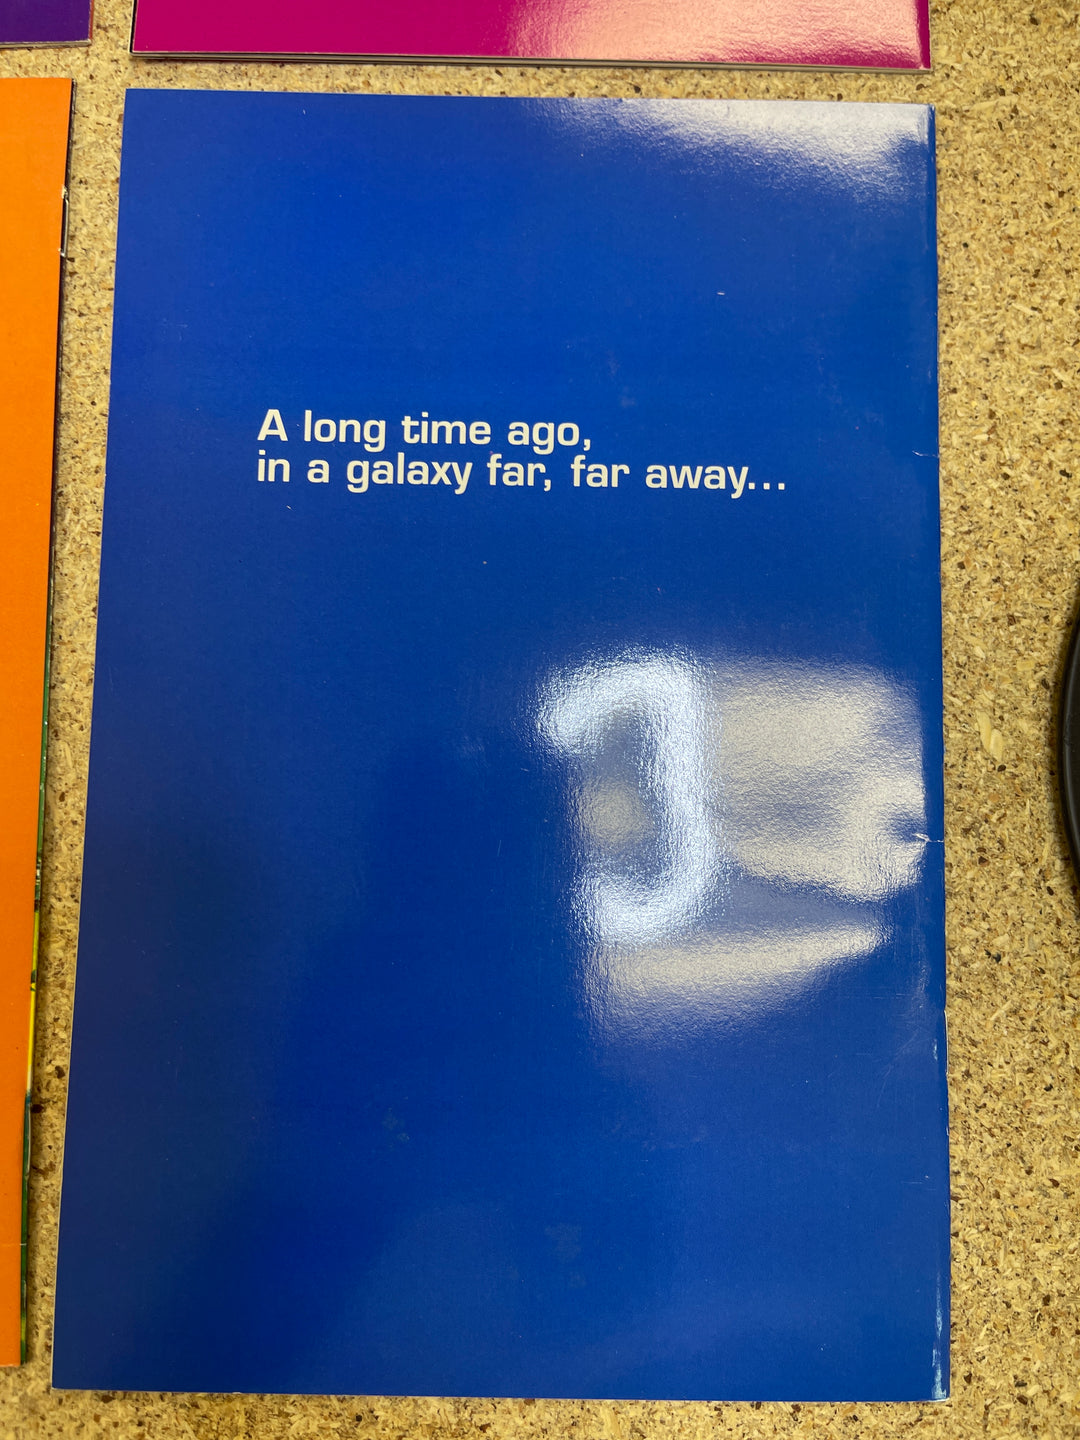 A long time ago,
in a galaxy far, far away...